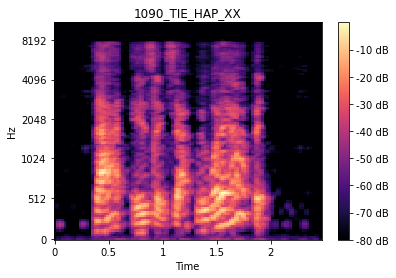 1090_TIE_HAP_XX
8192
4096
2048
1024
512
0
Hz
0
0.5
1
1.5
2
Time
-10 dB
-20 dB
-30 dB
-40 dB
-50 dB
-60 dB
-70 dB
-80 dB